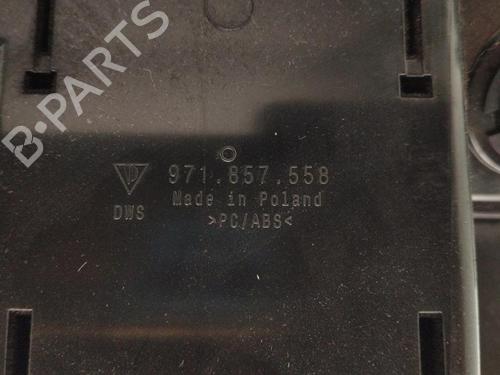 B-PARTS
971.857.558
Made in Poland
DWS
>PC/ABS<